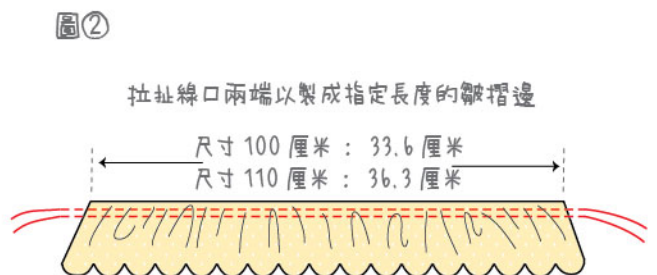 圖②
拉扯線口兩端以製成指定長度的皺摺邊
尺寸 100 厘米 : 33.6 厘米
尺寸 110 厘米 : 36.3 厘米